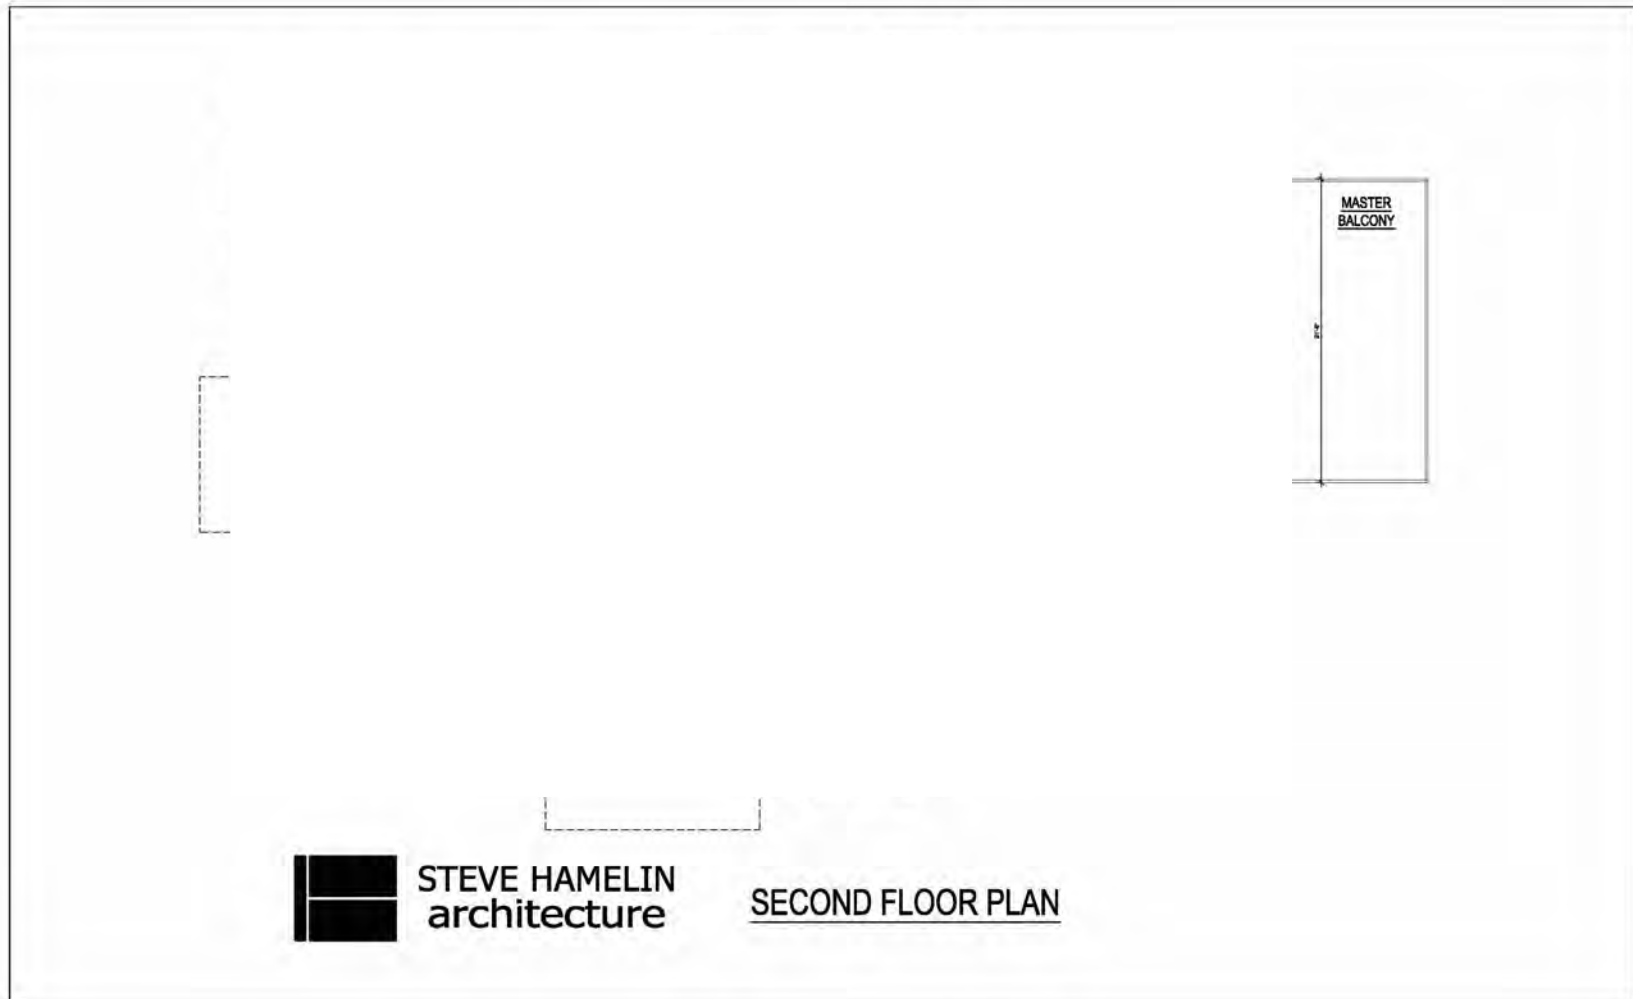 MASTER
BALCONY
STEVE HAMELIN
architecture
SECOND FLOOR PLAN